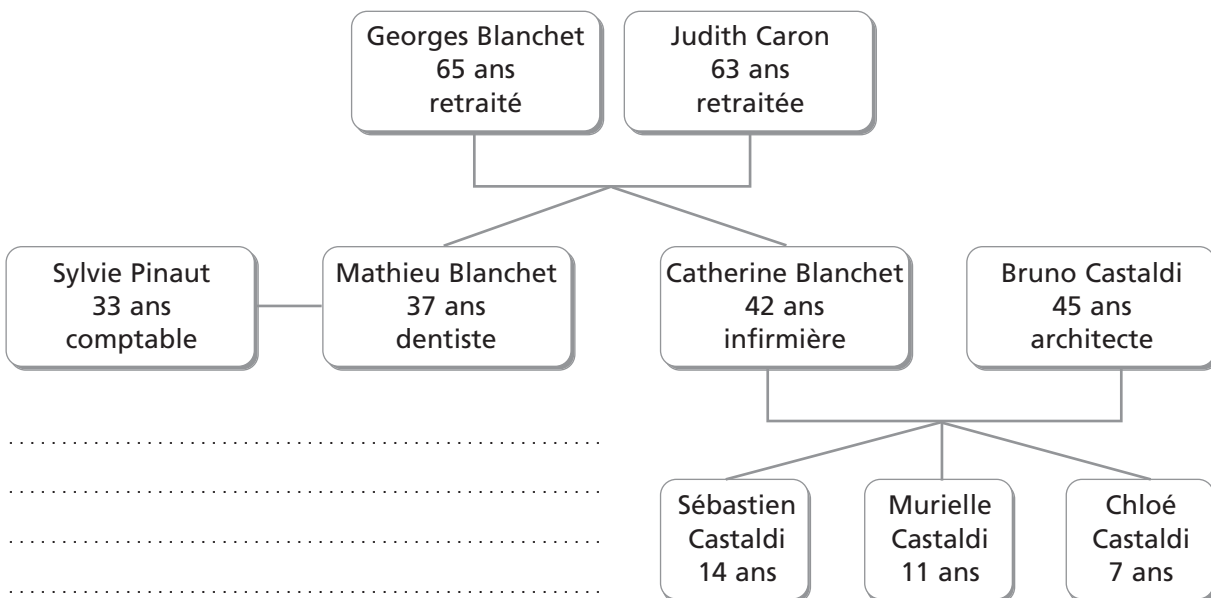 Georges Blanchet
65 ans
retraité
Judith Caron
63 ans
retraitée
Sylvie Pinaut
33 ans
comptable
Mathieu Blanchet
37 ans
dentiste
Catherine Blanchet
42 ans
infirmière
Bruno Castaldi
45 ans
architecte
Sébastien
Castaldi
14 ans
Murielle
Castaldi
11 ans
Chloé
Castaldi
7 ans